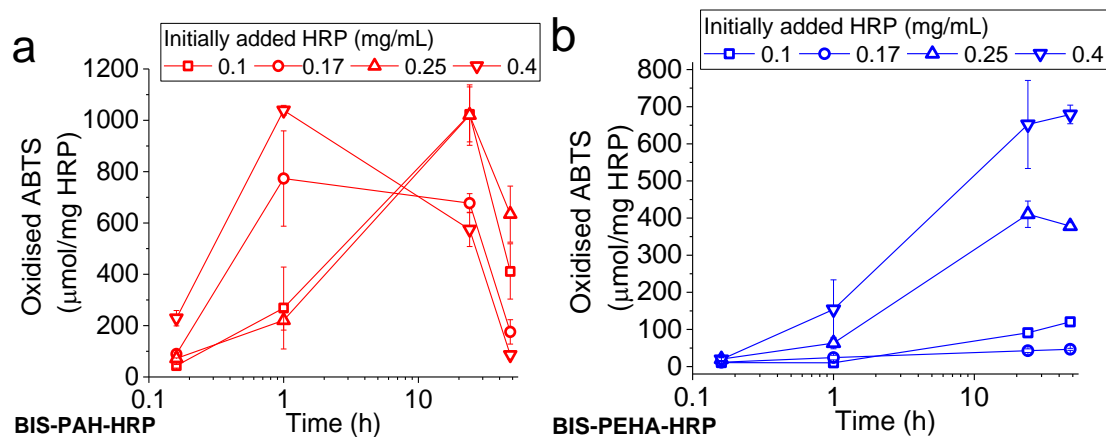 a
Initially added HRP (mg/mL)
0.1 0.17 0.25 0.4
1200
1000
800
600
400
200
0
Oxidised ABTS
(μmol/mg HRP)
0.1 1 10
Time (h)
BIS-PAH-HRP
b
Initially added HRP (mg/mL)
0.1 0.17 0.25 0.4
800
700
600
500
400
300
200
100
0
Oxidised ABTS
(μmol/mg HRP)
0.1 1 10
Time (h)
BIS-PEHA-HRP